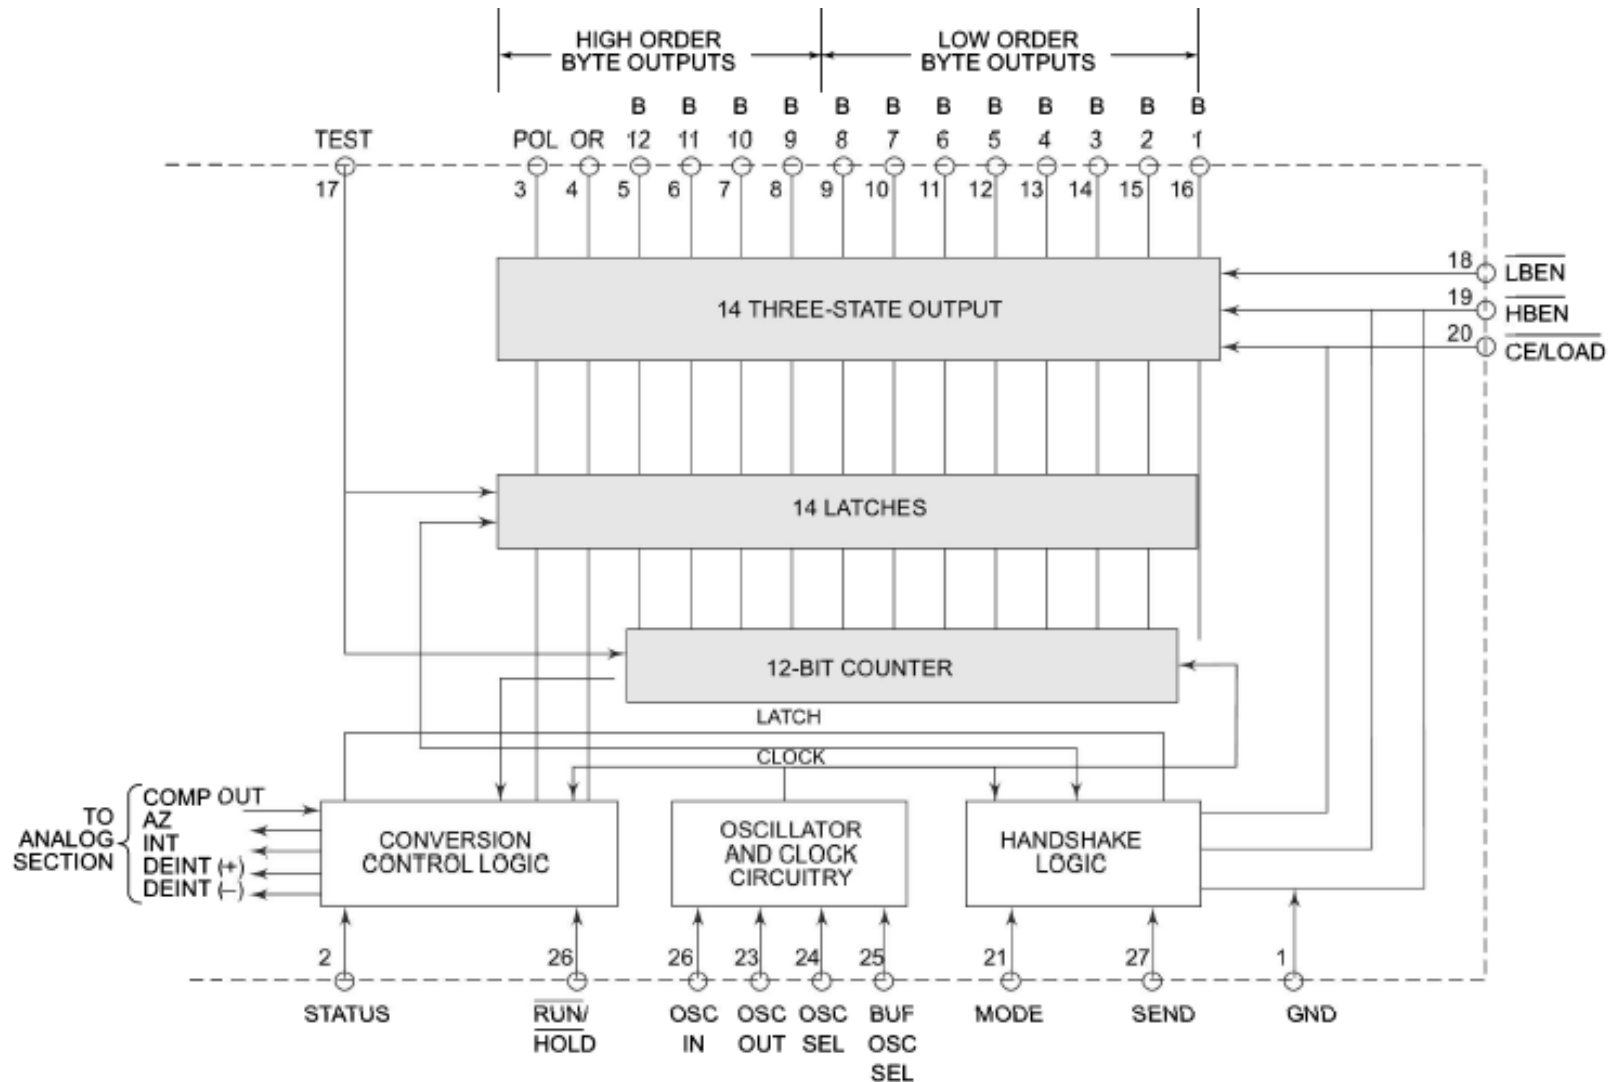 HIGH ORDER
BYTE OUTPUTS
LOW ORDER
BYTE OUTPUTS
B B B B B B B B B B B B
TEST POL OR 12 11 10 9 8 7 6 5 4 3 2 1
17 3 4 5 6 7 8 9 10 11 12 13 14 15 16
14 THREE-STATE OUTPUT
18 LBEN
19 HBEN
20 CE/LOAD
14 LATCHES
12-BIT COUNTER
LATCH
CLOCK
TO
ANALOG
SECTION
COMP OUT
AZ
INT
DEINT (+)
DEINT (–)
CONVERSION
CONTROL LOGIC
OSCILLATOR
AND CLOCK
CIRCUITRY
HANDSHAKE
LOGIC
2 26 26 23 24 25 21 27 1
STATUS
RUN/
HOLD
OSC
IN
OSC
OUT
OSC
SEL
BUF
OSC
SEL
MODE
SEND
GND